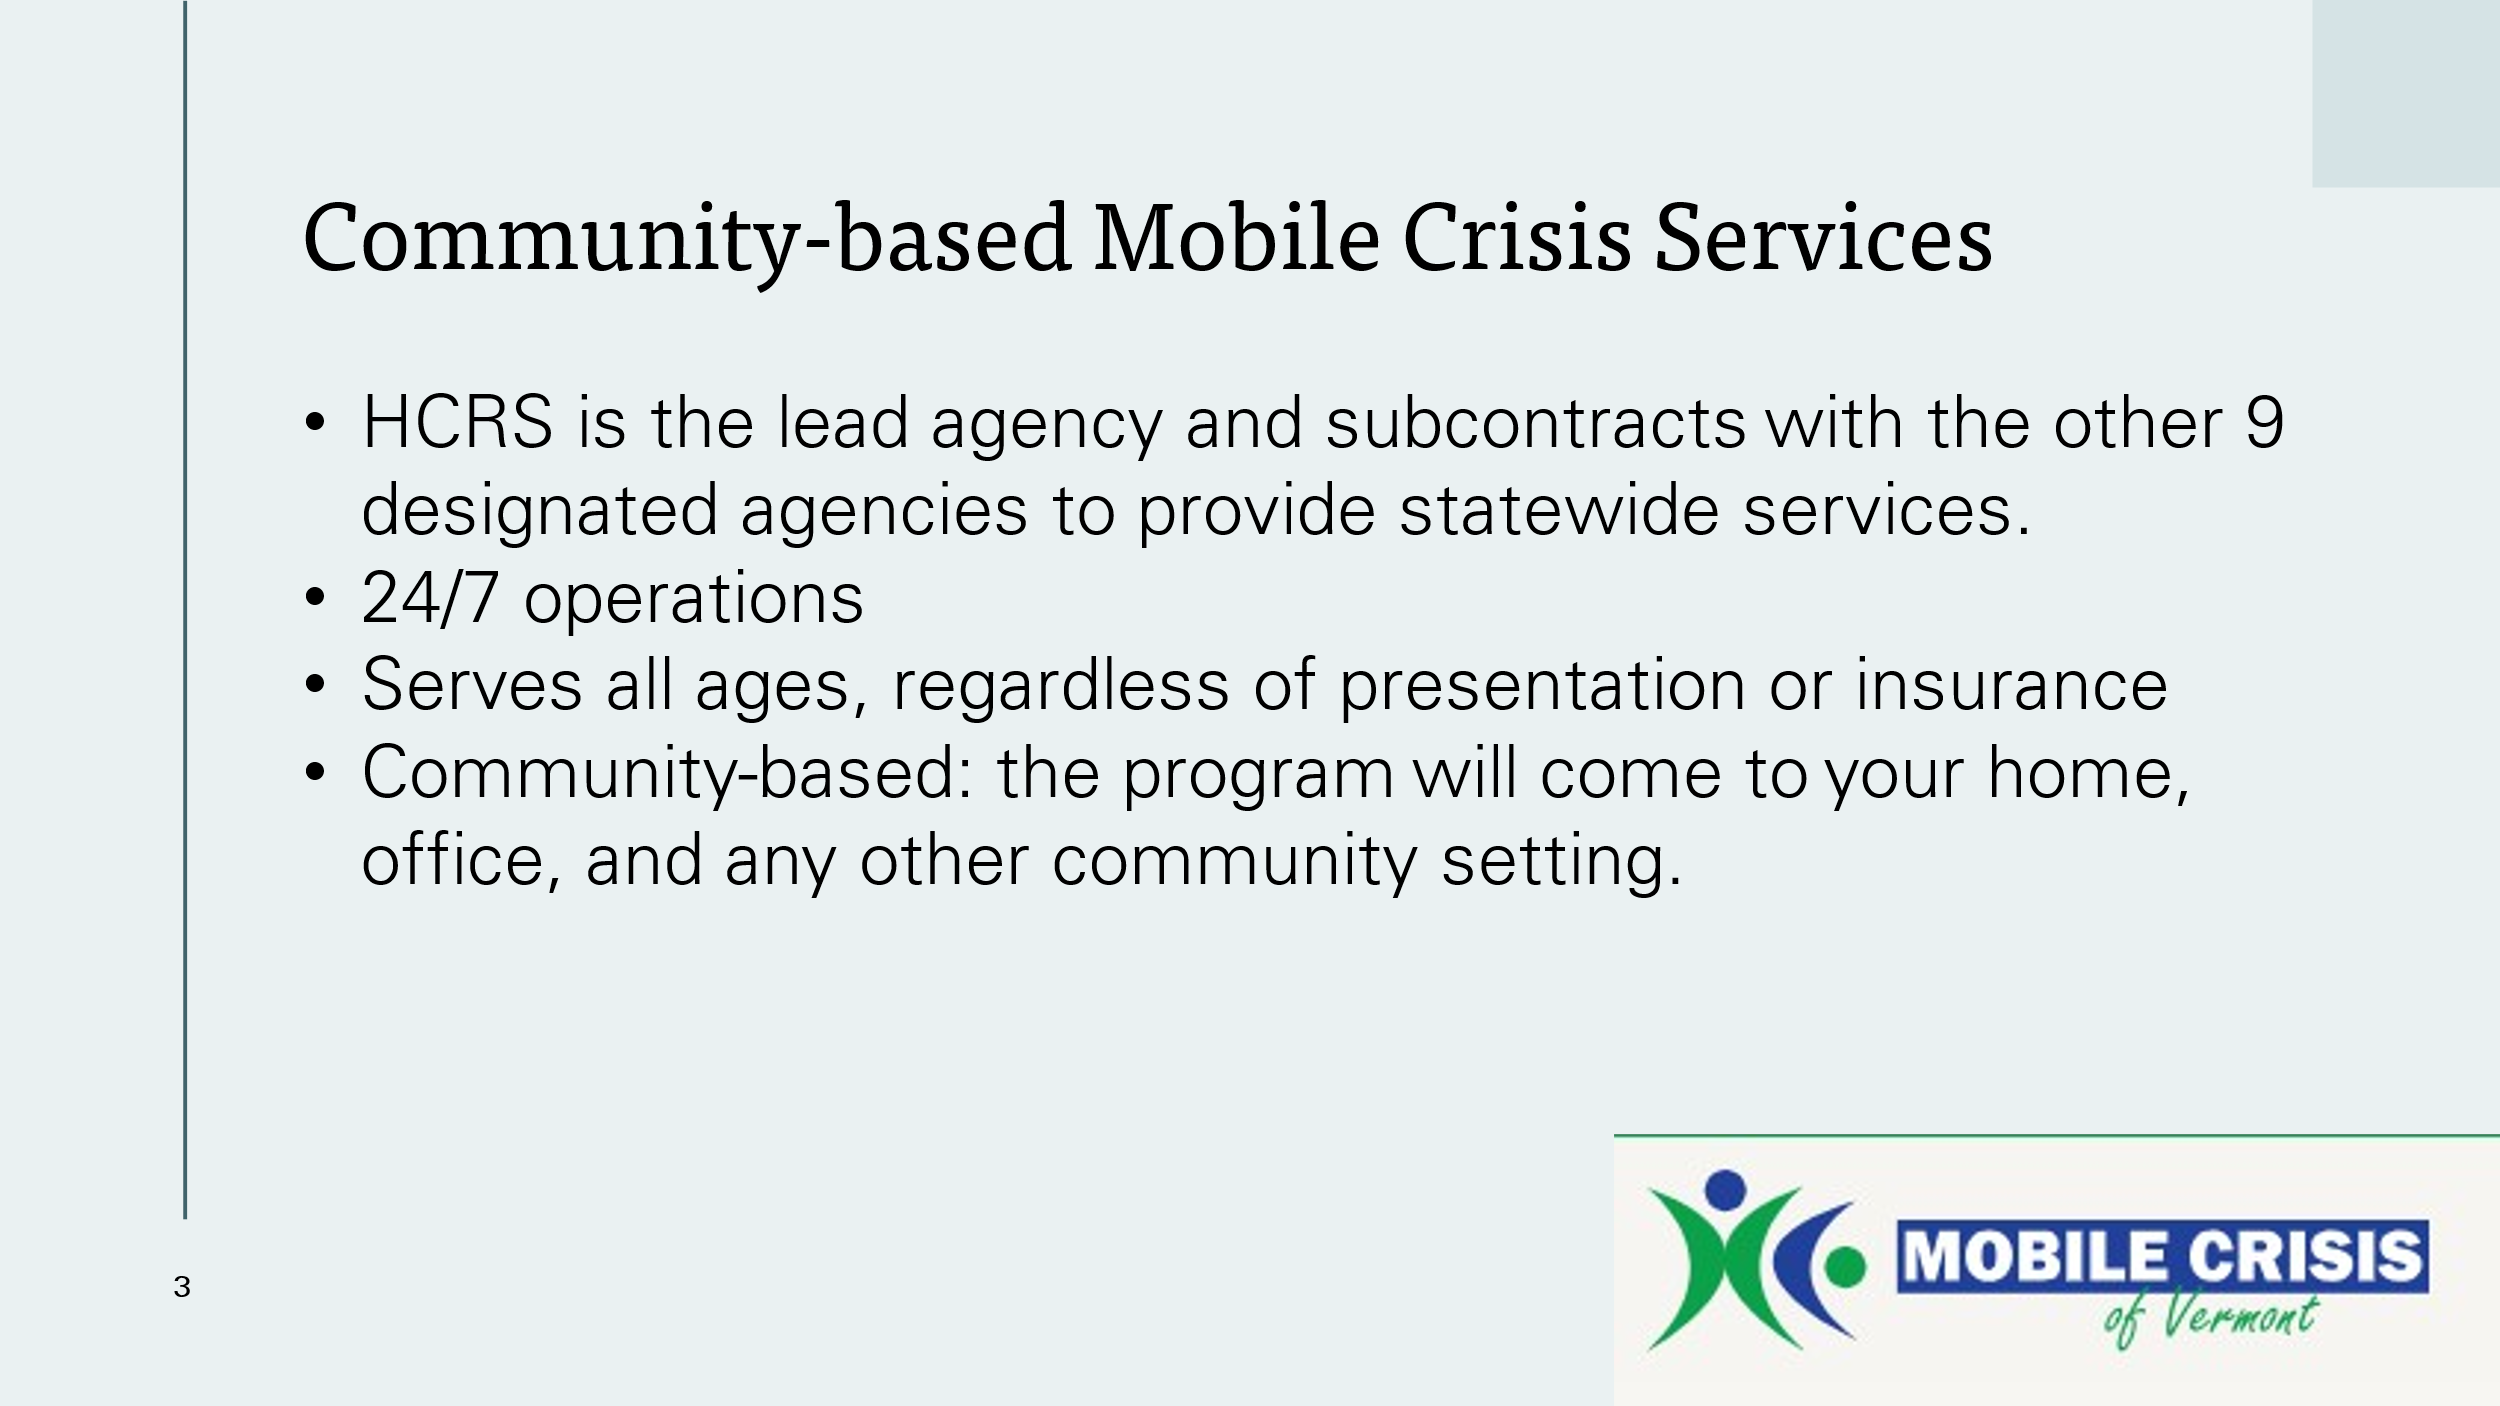 Community-based Mobile Crisis Services
• HCRS is the lead agency and subcontracts with the other 9
designated agencies to provide statewide services.
• 24/7 operations
• Serves all ages, regardless of presentation or insurance
• Community-based: the program will come to your home,
office, and any other community setting.
3
MOBILE CRISIS
of Vermont